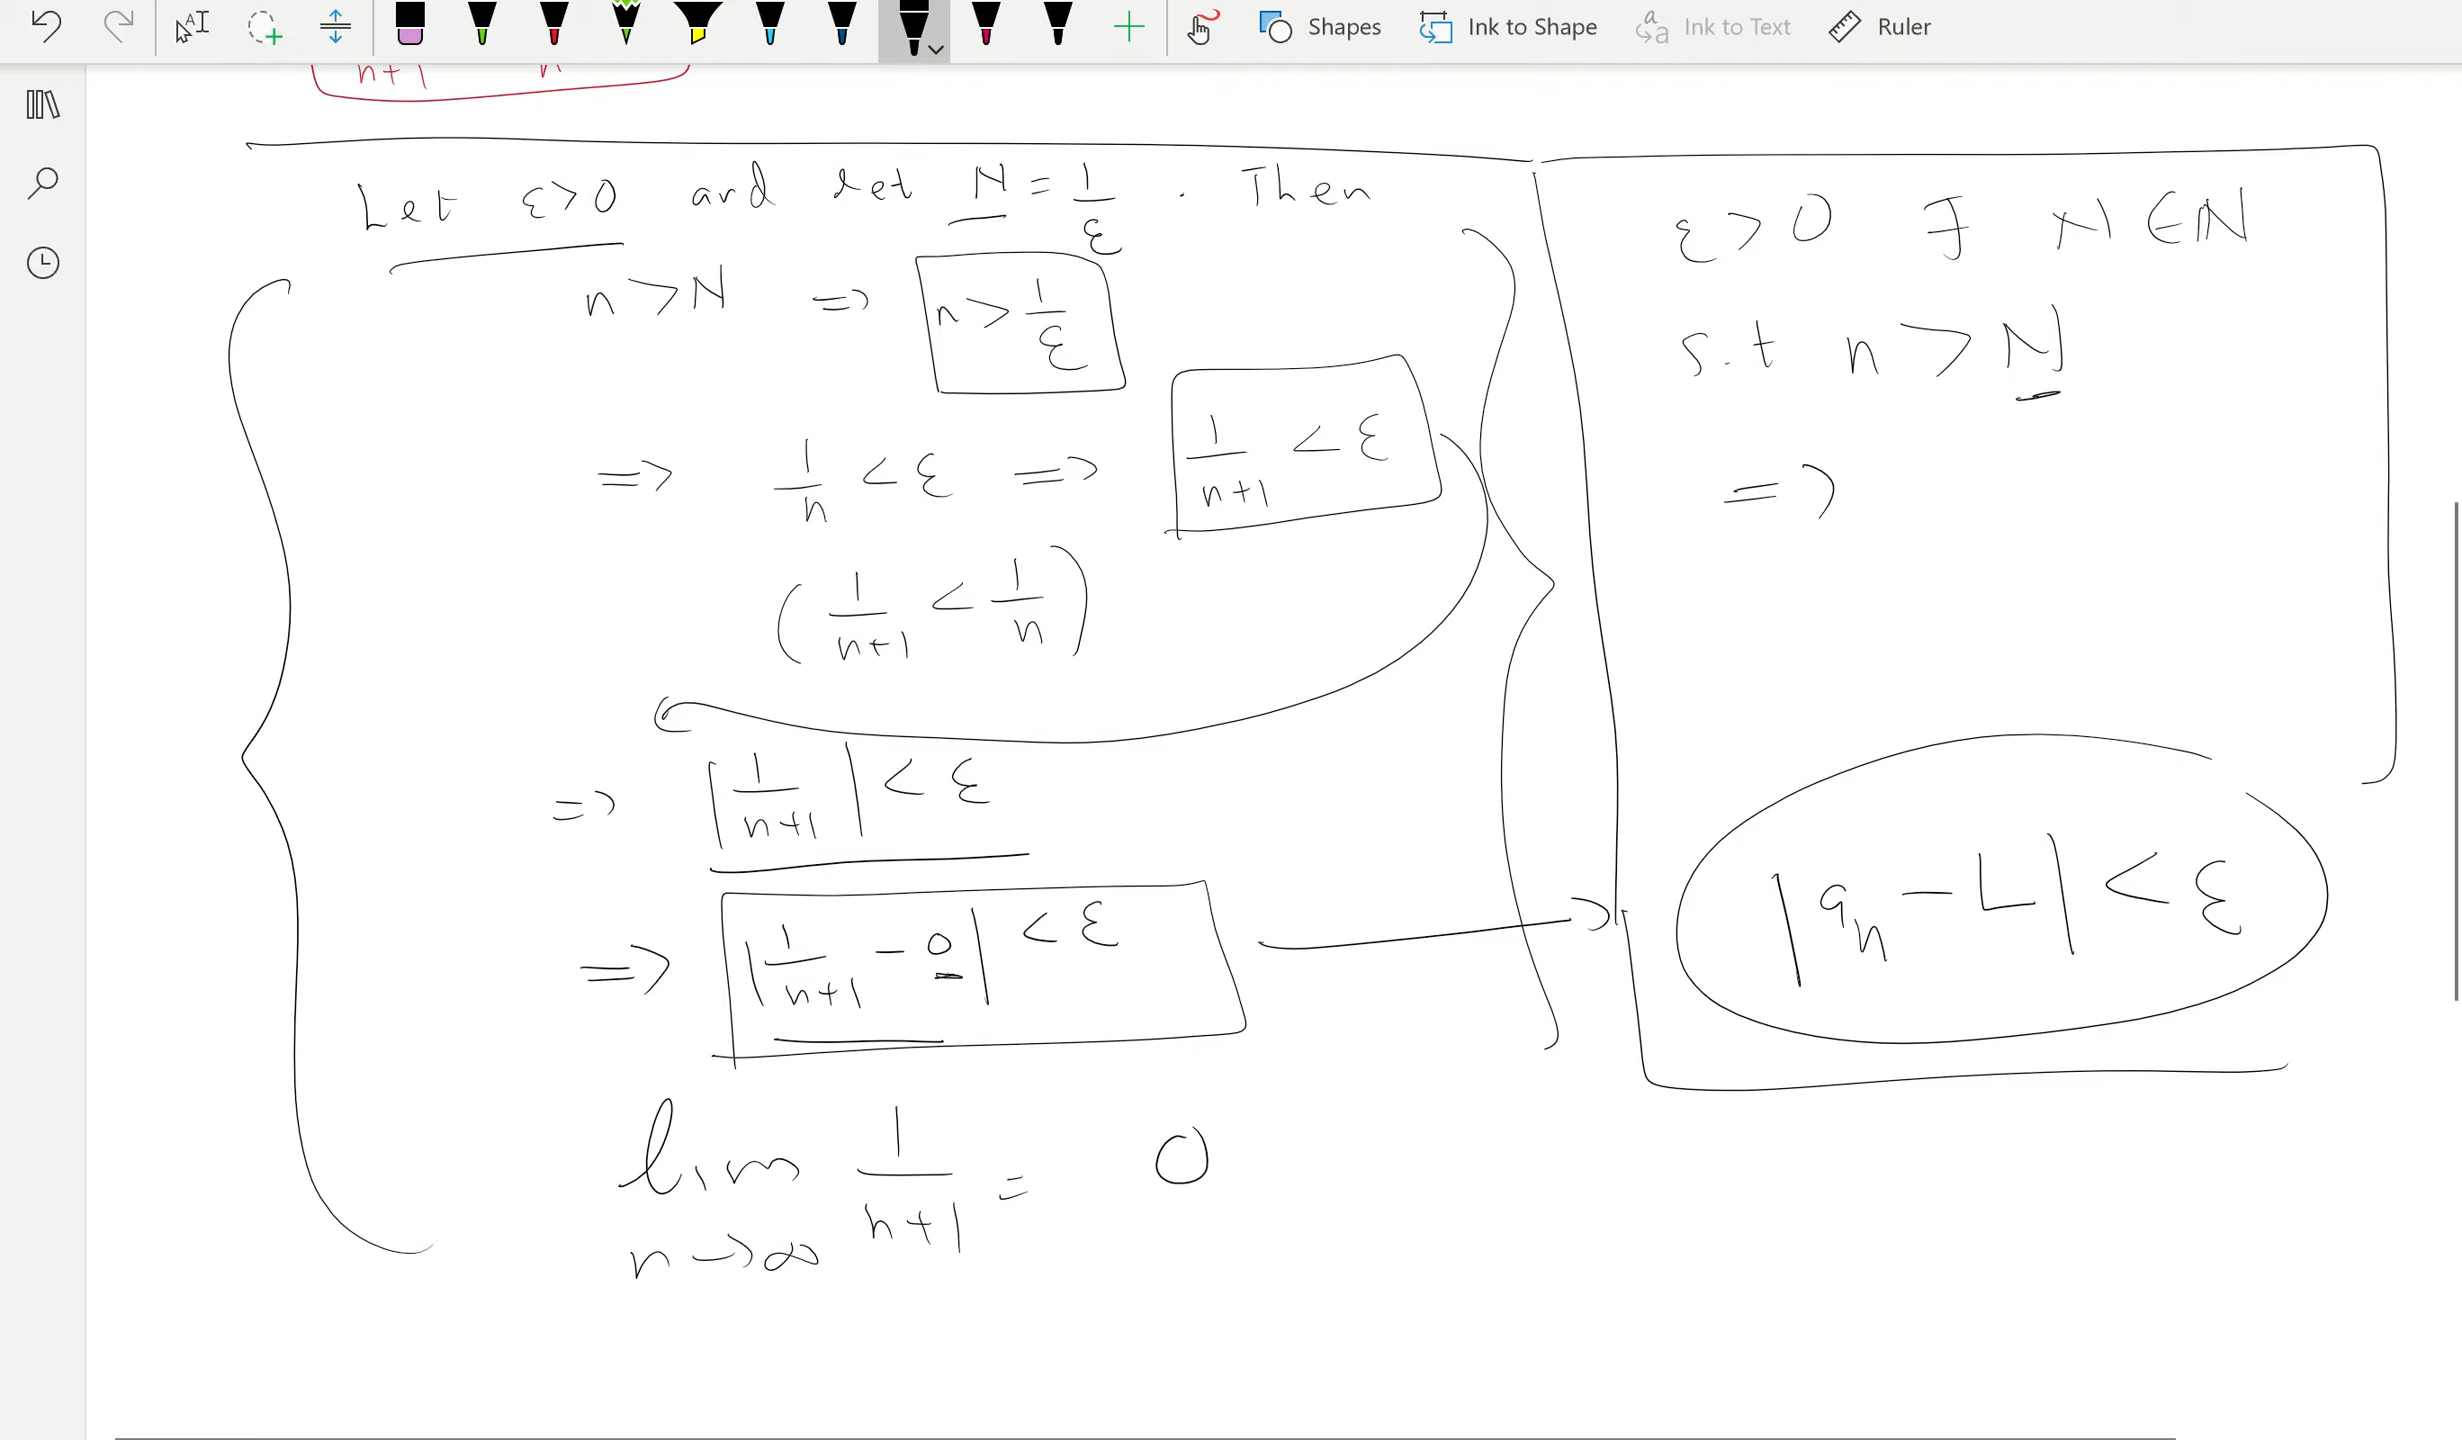 Shapes Ink to Shape Ink to Text Ruler
n+1 n
Let ε>0 and let N = 1/ε . Then
n > N => n > 1/ε
=> 1/n < ε => 1/(n+1) < ε
( 1/(n+1) < 1/n )
=> | 1/(n+1) | < ε
=> | 1/(n+1) - 0 | < ε
lim n→∞ 1/(n+1) = 0
ε > 0 ∃ N ∈ ℕ
s.t n > N
=>
| aₙ - L | < ε